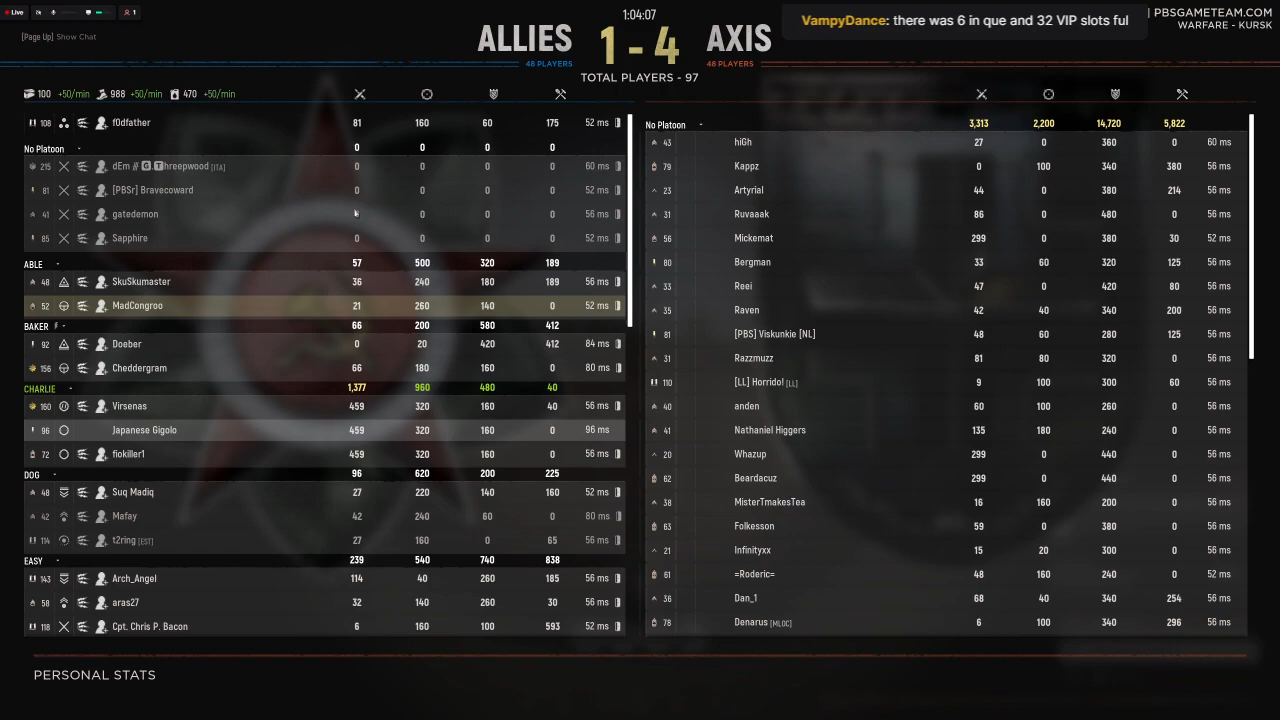 Live 1
[Page Up] Show Chat
1:04:07
ALLIES 1 - 4 AXIS
48 PLAYERS 48 PLAYERS
TOTAL PLAYERS - 97
VampyDance: there was 6 in que and 32 VIP slots ful
| PBSGAMETEAM.COM
WARFARE - KURSK
100 +50/min 988 +50/min 470 +50/min
108 f0dfather 81 160 60 175 52 ms
No Platoon - 0 0 0 0
215 dEm // G.Threepwood [ITA] 0 0 0 0 60 ms
81 [PBSr] Bravecoward 0 0 0 0 52 ms
41 gatedemon 0 0 0 0 56 ms
85 Sapphire 0 0 0 0 52 ms
ABLE - 57 500 320 189
48 SkuSkumaster 36 240 180 189 56 ms
52 MadCongroo 21 260 140 0 52 ms
BAKER - 66 200 580 412
92 Doeber 0 20 420 412 84 ms
156 Cheddergram 66 180 160 0 80 ms
CHARLIE - 1,377 960 480 40
160 Virsenas 459 320 160 40 56 ms
96 Japanese Gigolo 459 320 160 0 96 ms
72 fiokiller1 459 320 160 0 56 ms
DOG - 96 620 200 225
48 Suq Madiq 27 220 140 160 52 ms
42 Mafay 42 240 60 0 80 ms
114 t2ring [EST] 27 160 0 65 56 ms
EASY - 239 540 740 838
143 Arch_Angel 114 40 260 185 56 ms
58 aras27 32 140 260 30 56 ms
118 Cpt. Chris P. Bacon 6 160 100 593 52 ms
No Platoon - 3,313 2,200 14,720 5,822
43 hiGh 27 0 360 0 60 ms
79 Kappz 0 100 340 380 56 ms
23 Artyrial 44 0 380 214 56 ms
31 Ruvaaak 86 0 480 0 56 ms
56 Mickemat 299 0 380 30 52 ms
80 Bergman 33 60 320 125 56 ms
33 Reei 47 0 420 80 56 ms
35 Raven 42 40 340 200 56 ms
81 [PBS] Viskunkie [NL] 48 60 280 125 56 ms
31 Razzmuzz 81 80 320 0 56 ms
110 [LL] Horrido! [LL] 9 100 300 60 56 ms
40 anden 60 100 260 0 56 ms
41 Nathaniel Higgers 135 180 240 0 56 ms
20 Whazup 299 0 440 0 56 ms
62 Beardacuz 299 0 440 0 56 ms
38 MisterTmakesTea 16 160 200 0 56 ms
63 Folkesson 59 0 380 0 56 ms
21 Infinityxx 15 20 300 0 56 ms
61 =Roderic= 48 160 240 0 52 ms
36 Dan_1 68 40 340 254 56 ms
78 Denarus [MLOC] 6 100 340 296 56 ms
PERSONAL STATS